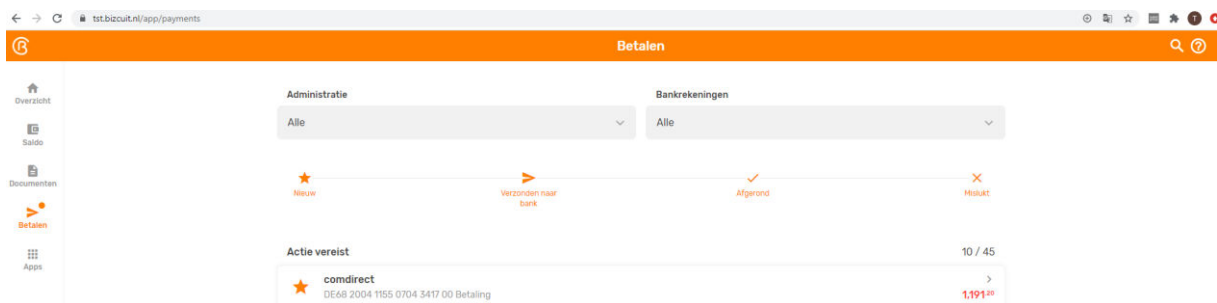 tst.bizcuit.nl/app/payments
Betalen
Overzicht
Saldo
Documenten
Betalen
Apps
Administratie
Bankrekeningen
Alle
Alle
Nieuw
Verzonden naar
bank
Afgerond
Mislukt
Actie vereist
10 / 45
comdirect
DE68 2004 1155 0704 3417 00 Betaling
1,191.20